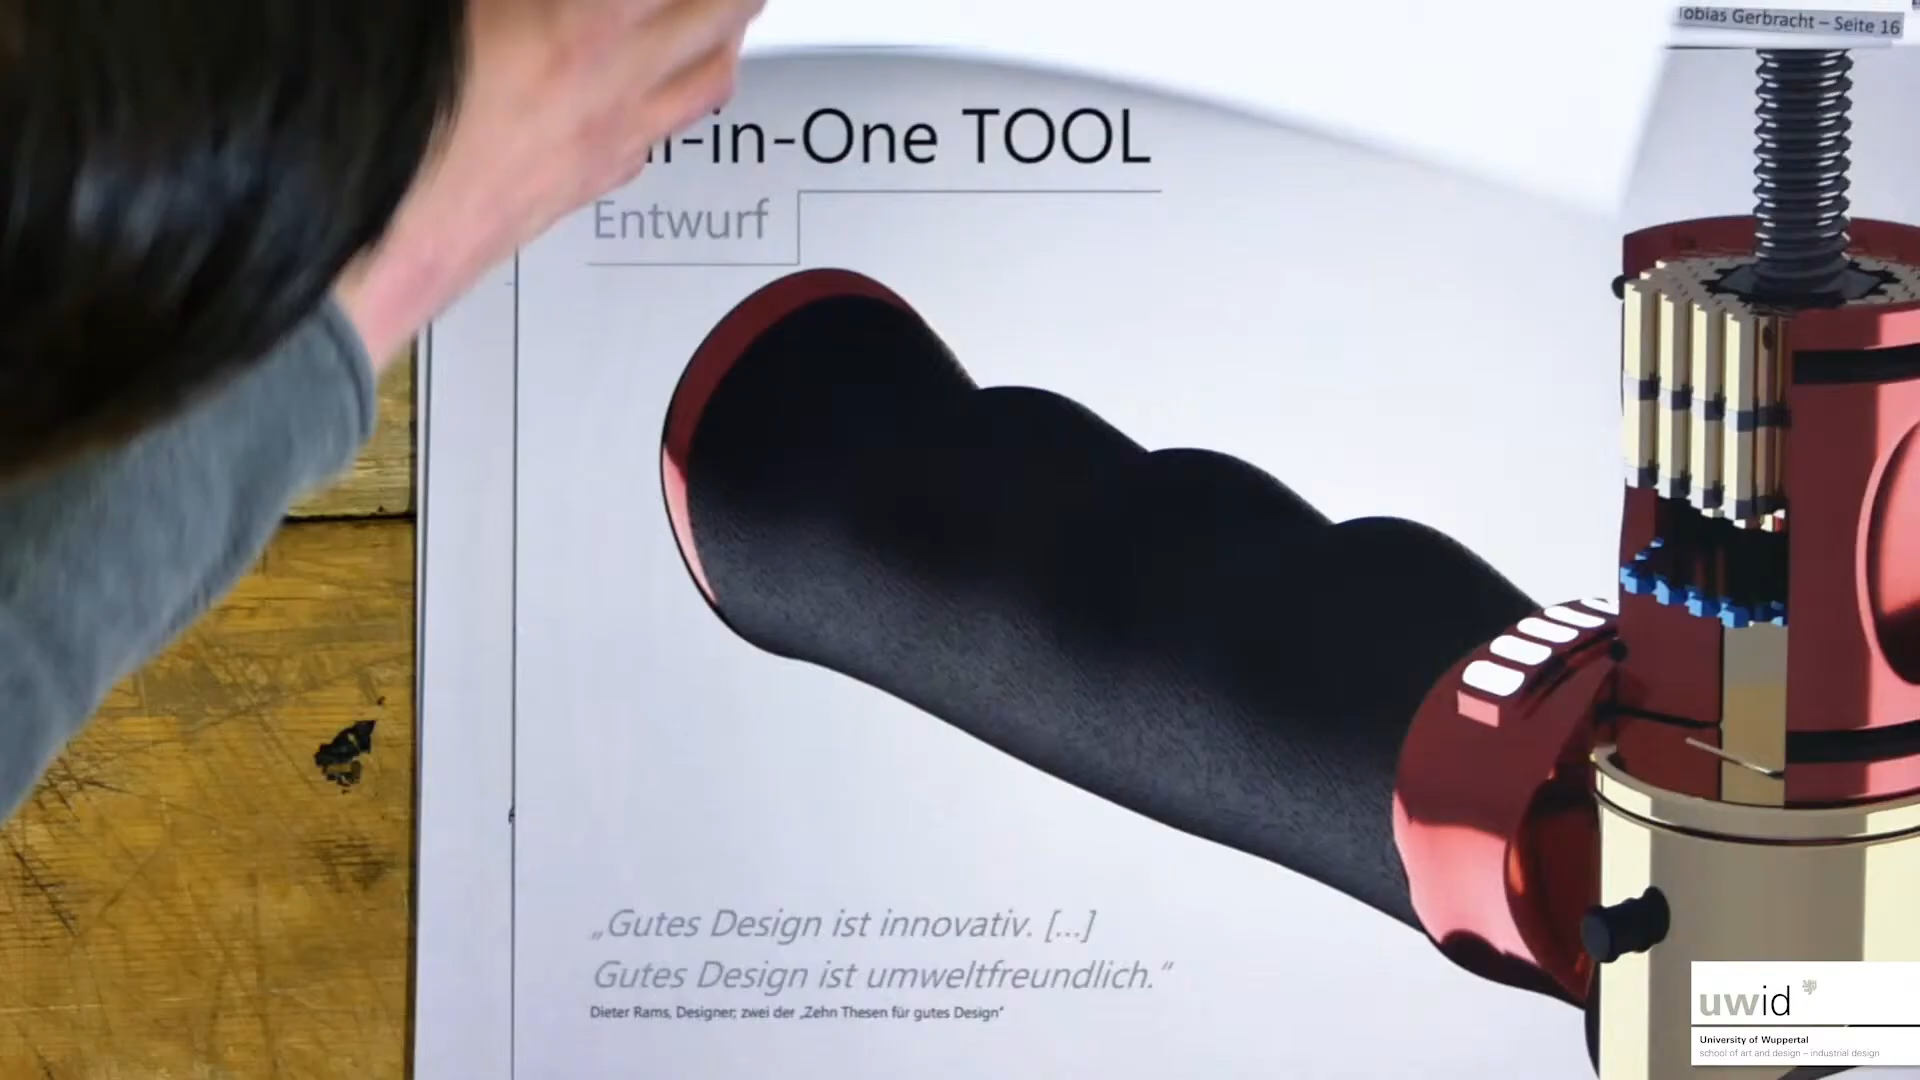 Tobias Gerbracht – Seite 16
-in-One TOOL
Entwurf
„Gutes Design ist innovativ. [...]
Gutes Design ist umweltfreundlich.“
Dieter Rams, Designer; zwei der „Zehn Thesen für gutes Design“
uwid
University of Wuppertal
school of art and design – industrial design